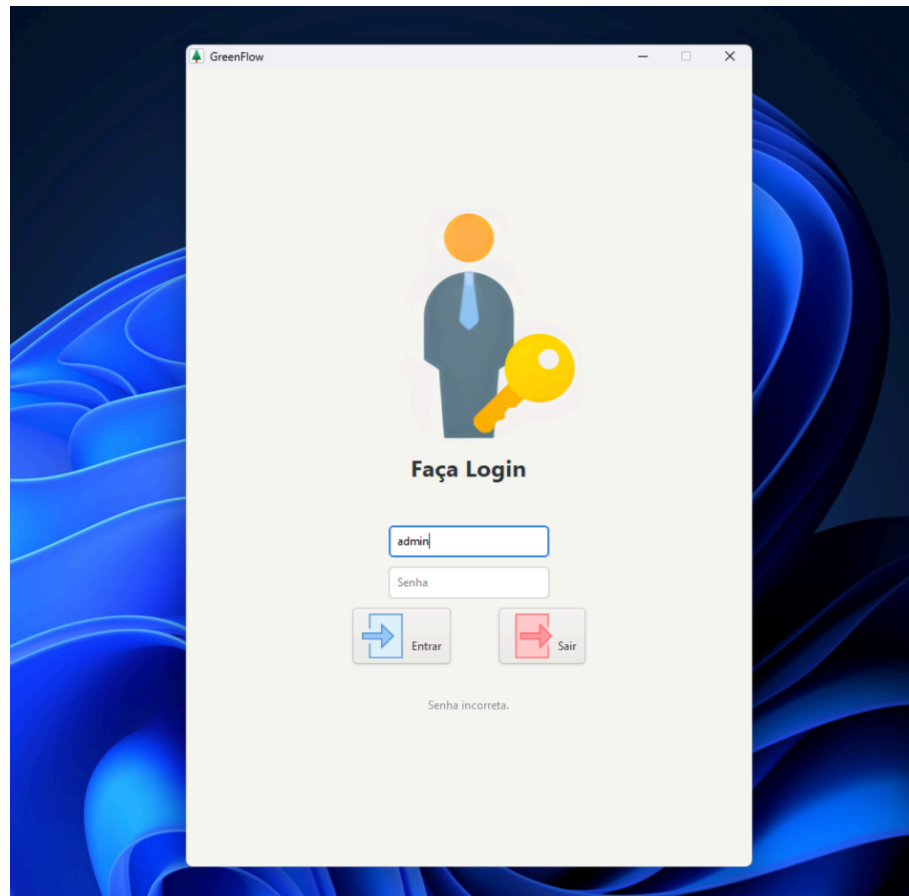 GreenFlow
Faça Login
admin
Senha
Entrar
Sair
Senha incorreta.